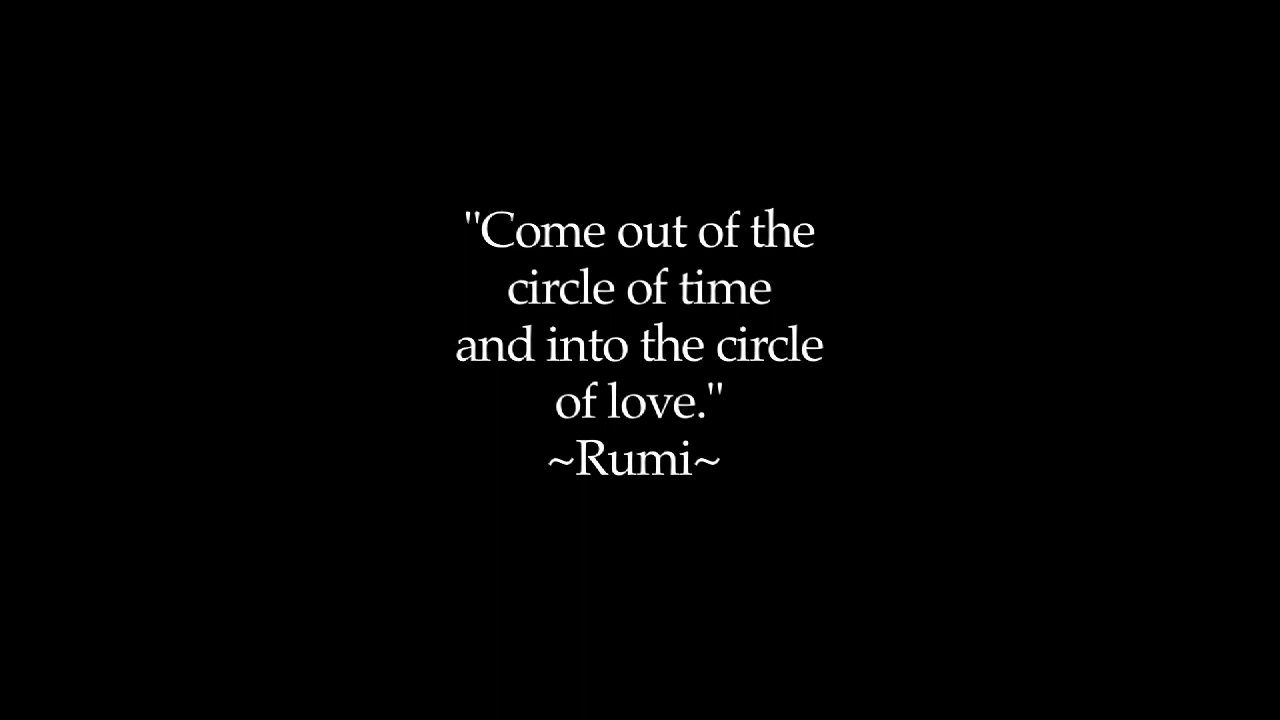 "Come out of the
circle of time
and into the circle
of love."
~Rumi~